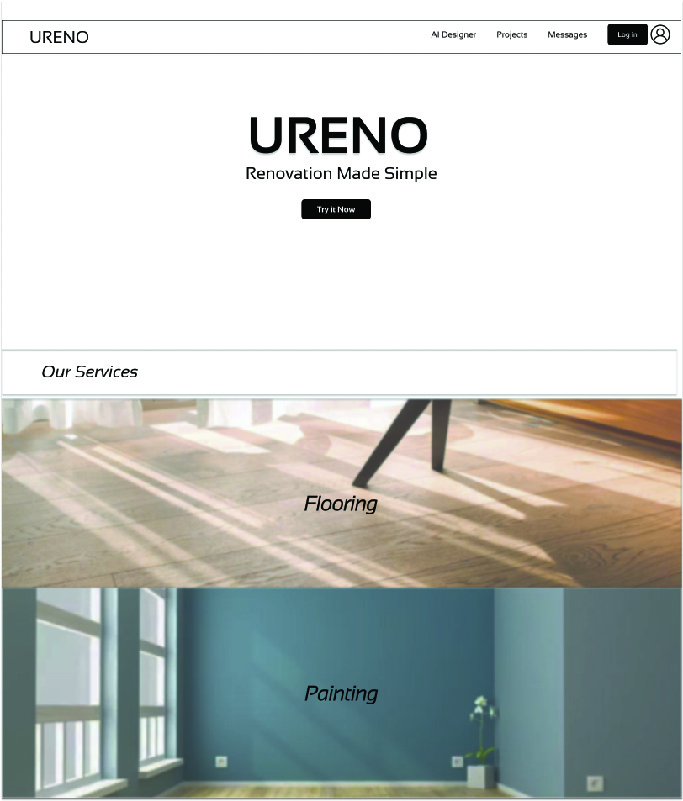 URENO
AI Designer
Projects
Messages
Log in
URENO
Renovation Made Simple
Try it Now
Our Services
Flooring
Painting